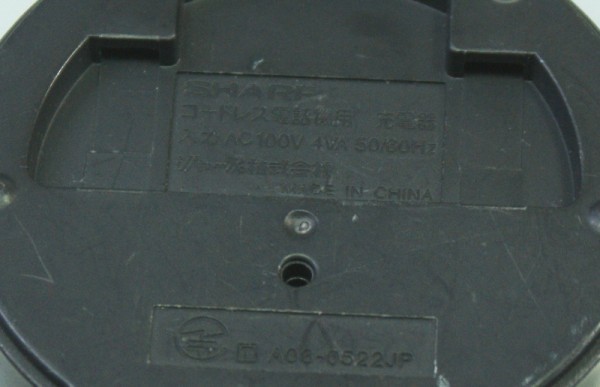 SHARP
コードレス電話機用 充電器
入力 AC100V 4VA 50/60Hz
シャープ株式会社
MADE IN CHINA
A06-0522JP